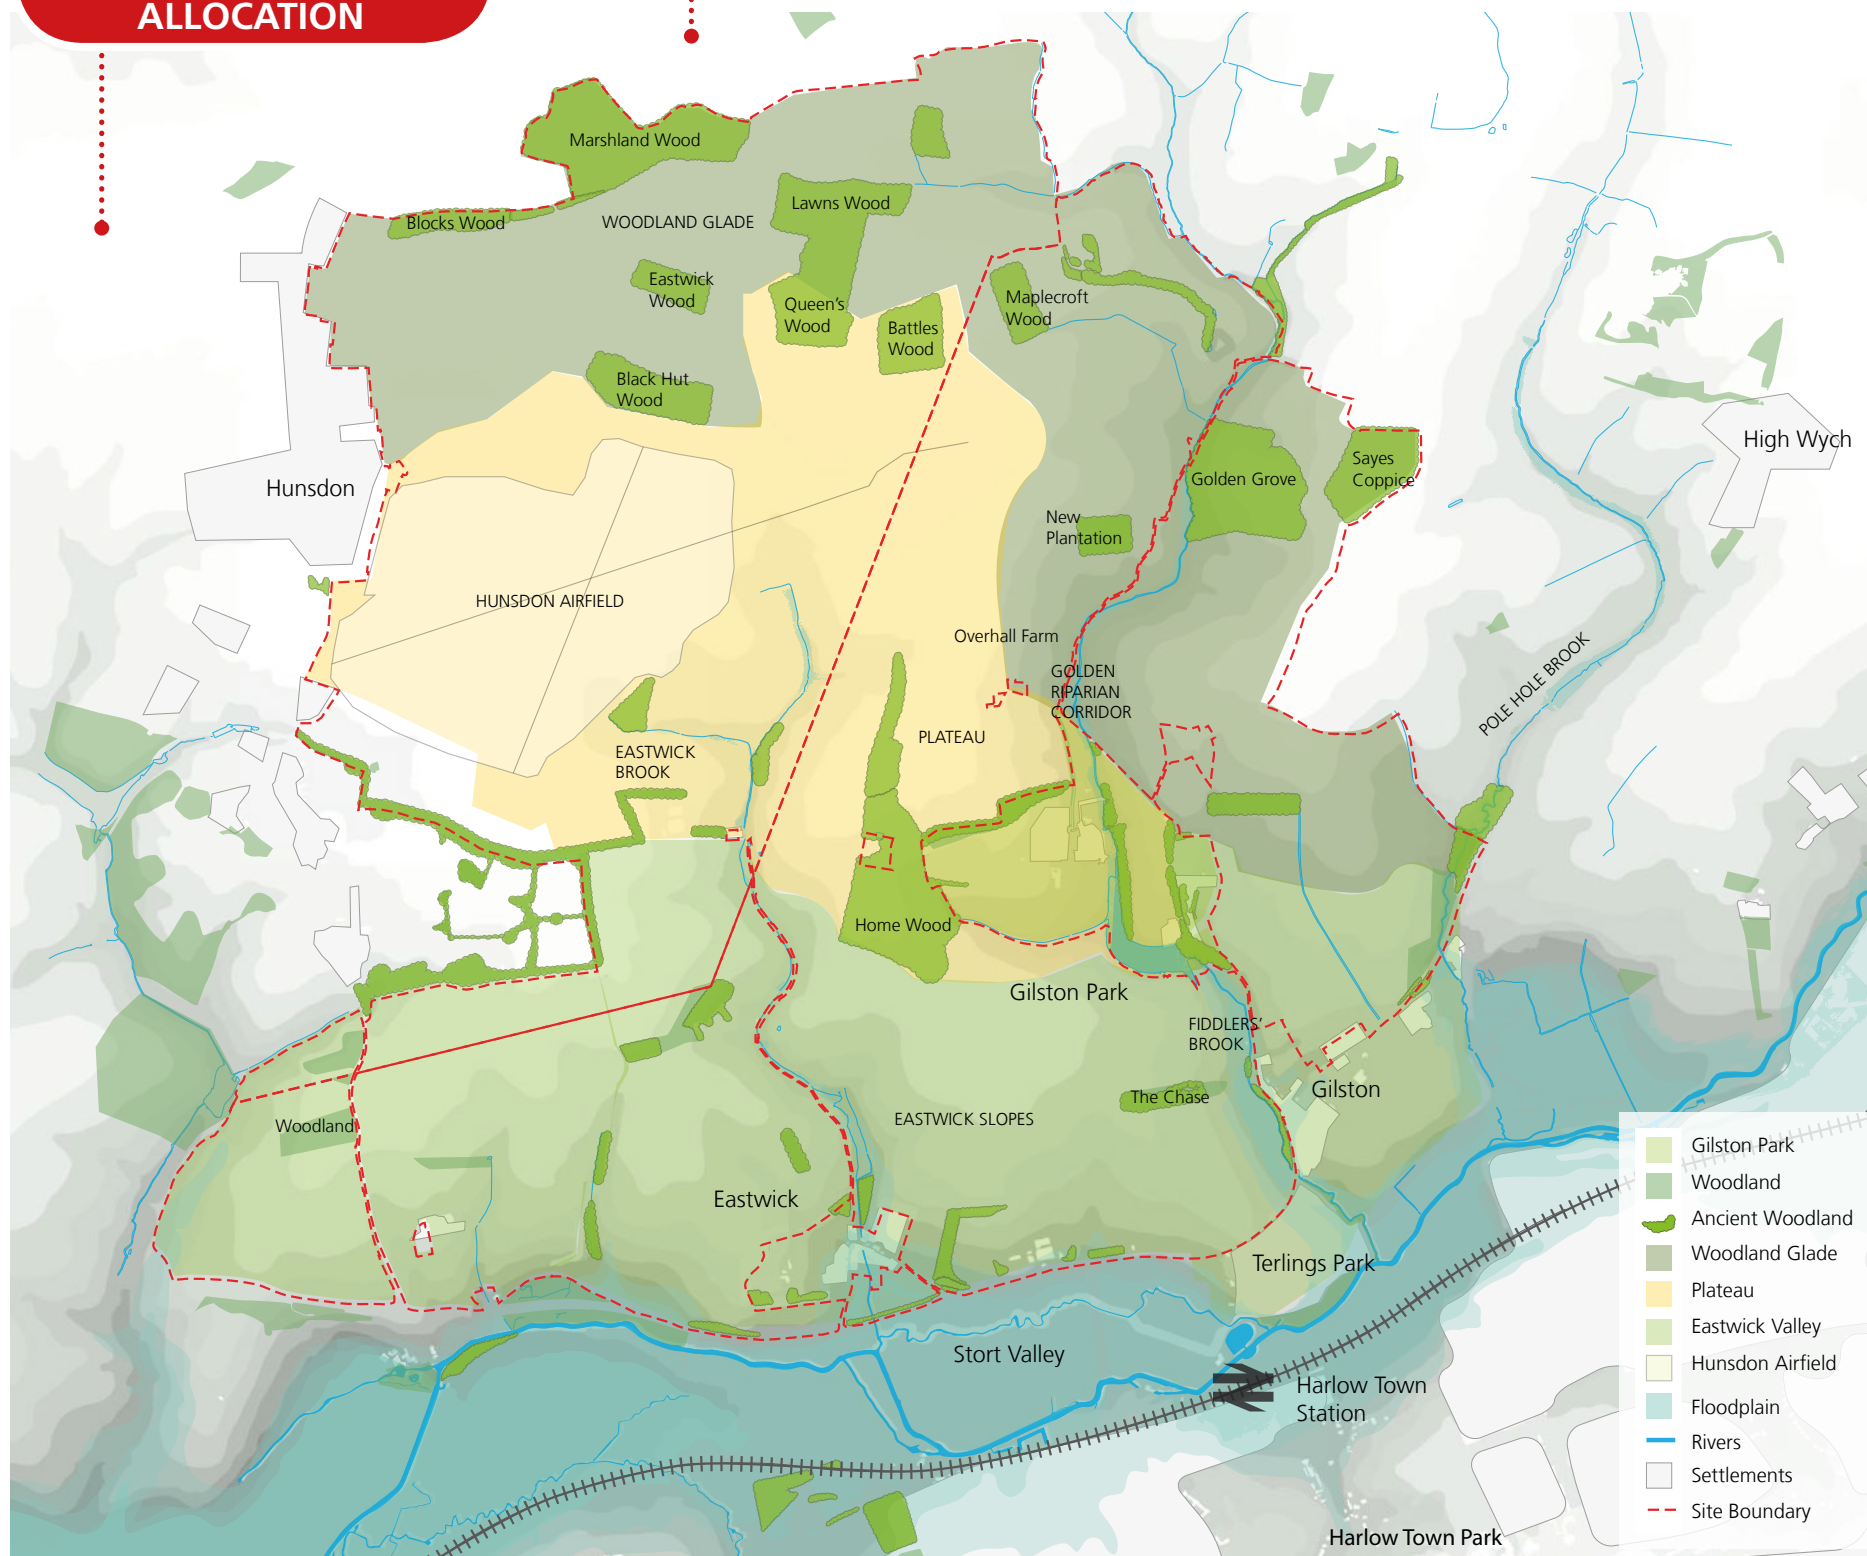 ALLOCATION
Marshland Wood
Blocks Wood
WOODLAND GLADE
Lawns Wood
Eastwick
Wood
Queen's
Wood
Battles
Wood
Maplecroft
Wood
Black Hut
Wood
High Wych
Hunsdon
Golden Grove
Sayes
Coppice
New
Plantation
HUNSDON AIRFIELD
Overhall Farm
GOLDEN
RIPARIAN
CORRIDOR
POLE HOLE BROOK
PLATEAU
EASTWICK
BROOK
Home Wood
Gilston Park
FIDDLERS'
BROOK
Gilston
The Chase
EASTWICK SLOPES
Woodland
Eastwick
Terlings Park
Stort Valley
Harlow Town
Station
Harlow Town Park
Gilston Park
Woodland
Ancient Woodland
Woodland Glade
Plateau
Eastwick Valley
Hunsdon Airfield
Floodplain
Rivers
Settlements
Site Boundary